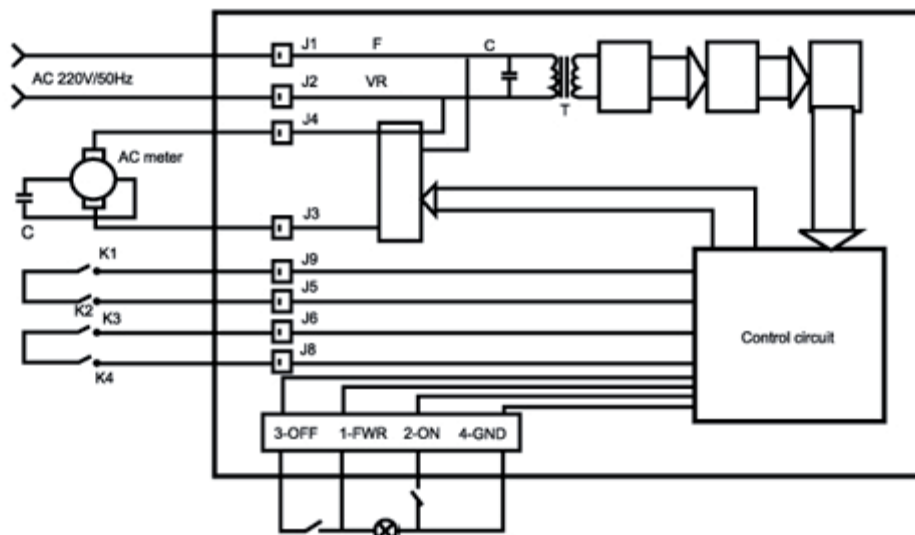 J1 F C
AC 220V/50Hz
J2 VR
T
J4
AC meter
J3
C
K1 J9
K2 J5
K3 J6
Control circuit
J8
K4
3-OFF 1-FWR 2-ON 4-GND